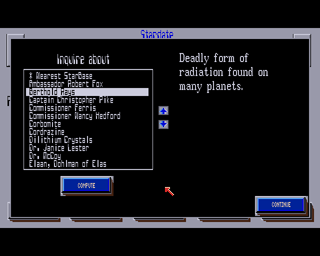 Stardate
Inquire about
* Nearest StarBase
Ambassador Robert Fox
Berthold Rays
Captain Christopher Pike
Commissioner Ferris
Commissioner Nancy Hedford
Corbomite
Cordrazine
Dilithium Crystals
Dr. Janice Lester
Dr. McCoy
Elaan, Dohlman of Elas
COMPUTE
Deadly form of
radiation found on
many planets.
CONTINUE